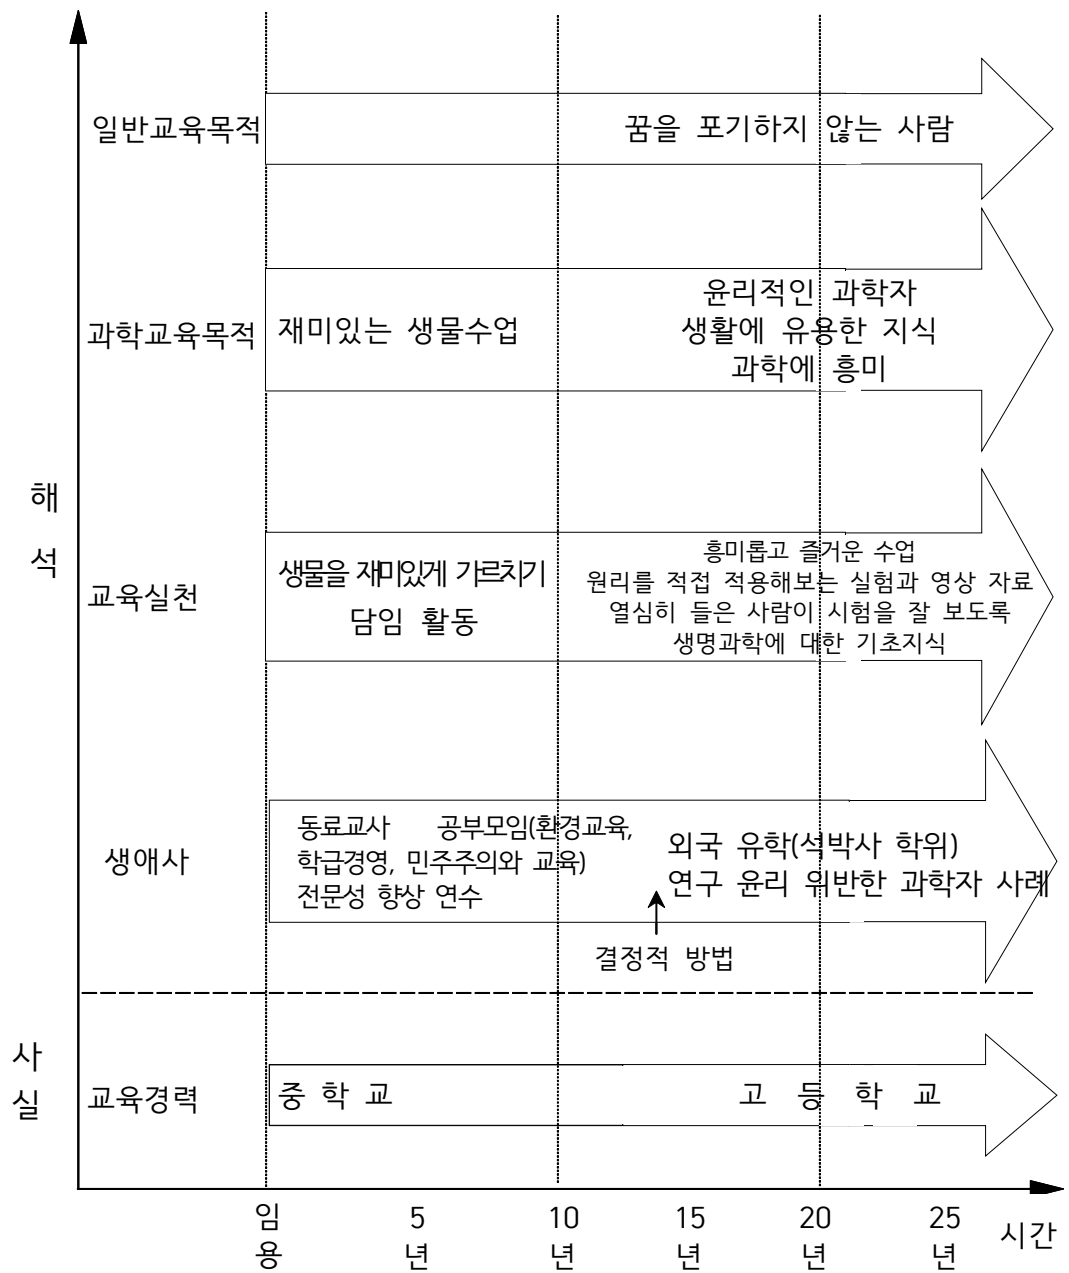 일반교육목적
꿈을 포기하지 않는 사람
과학교육목적
재미있는 생물수업
윤리적인 과학자
생활에 유용한 지식
과학에 흥미
해
석
교육실천
생물을 재미있게 가르치기
담임 활동
흥미롭고 즐거운 수업
원리를 적접 적용해보는 실험과 영상 자료
열심히 들은 사람이 시험을 잘 보도록
생명과학에 대한 기초지식
생애사
동료교사 공부모임(환경교육,
학급경영, 민주주의와 교육)
전문성 향상 연수
외국 유학(석박사 학위)
연구 윤리 위반한 과학자 사례
결정적 방법
사
실
교육경력
중 학 교
고 등 학 교
임 5 10 15 20 25
용 년 년 년 년 년
시간